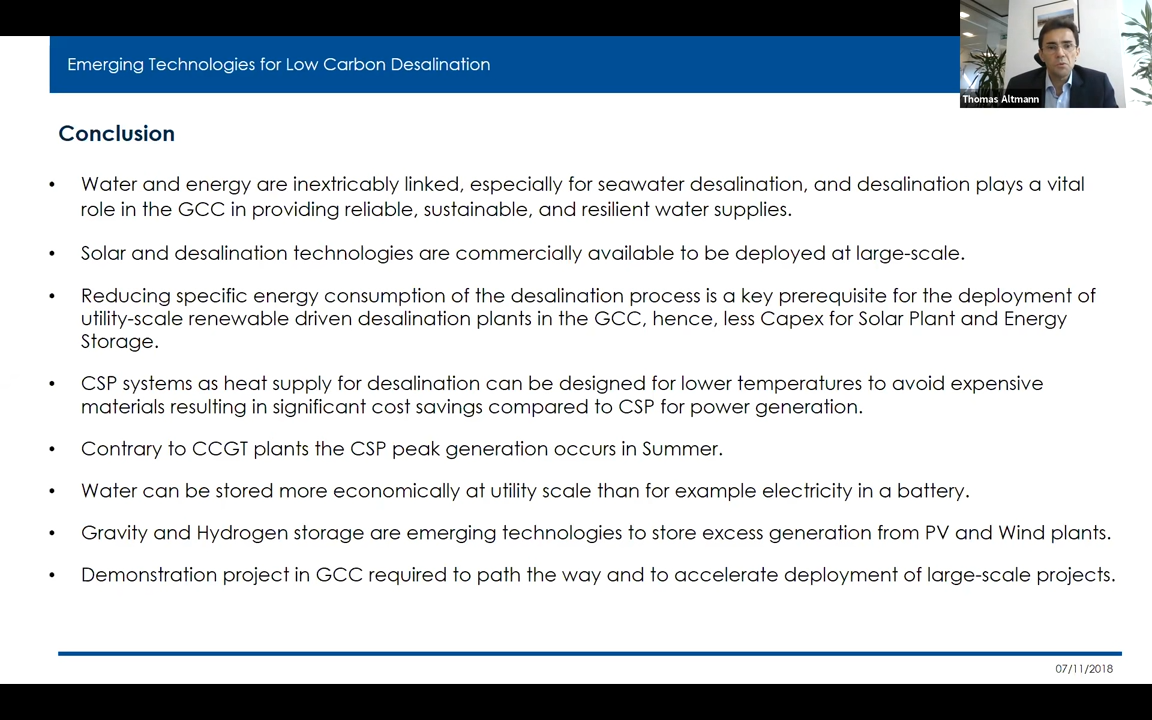 Emerging Technologies for Low Carbon Desalination
Thomas Altmann
Conclusion
• Water and energy are inextricably linked, especially for seawater desalination, and desalination plays a vital
role in the GCC in providing reliable, sustainable, and resilient water supplies.
• Solar and desalination technologies are commercially available to be deployed at large-scale.
• Reducing specific energy consumption of the desalination process is a key prerequisite for the deployment of
utility-scale renewable driven desalination plants in the GCC, hence, less Capex for Solar Plant and Energy
Storage.
• CSP systems as heat supply for desalination can be designed for lower temperatures to avoid expensive
materials resulting in significant cost savings compared to CSP for power generation.
• Contrary to CCGT plants the CSP peak generation occurs in Summer.
• Water can be stored more economically at utility scale than for example electricity in a battery.
• Gravity and Hydrogen storage are emerging technologies to store excess generation from PV and Wind plants.
• Demonstration project in GCC required to path the way and to accelerate deployment of large-scale projects.
07/11/2018